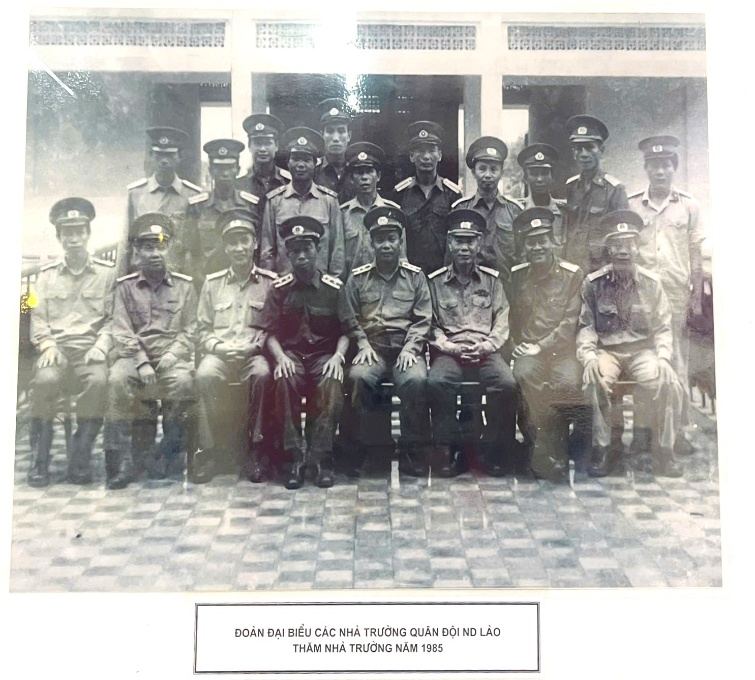 ĐOÀN ĐẠI BIỂU CÁC NHÀ TRƯỜNG QUÂN ĐỘI ND LÀO
THĂM NHÀ TRƯỜNG NĂM 1985